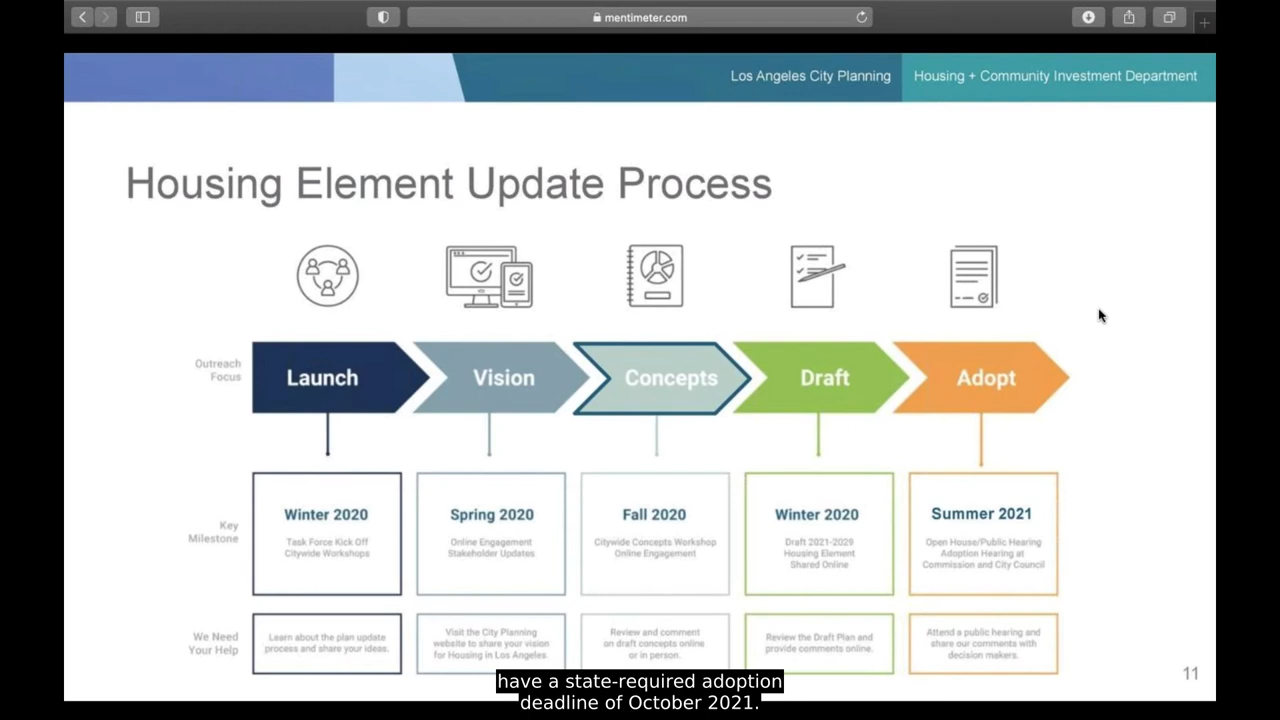 mentimeter.com
Los Angeles City Planning
Housing + Community Investment Department
Housing Element Update Process
Outreach
Focus
Launch
Vision
Concepts
Draft
Adopt
Key
Milestone
Winter 2020
Task Force Kick Off
Citywide Workshops
Spring 2020
Online Engagement
Stakeholder Updates
Fall 2020
Citywide Concepts Workshop
Online Engagement
Winter 2020
Draft 2021-2029
Housing Element
Shared Online
Summer 2021
Open House/Public Hearing
Adoption Hearing at
Commission and City Council
We Need
Your Help
Learn about the plan update
process and share your ideas.
Visit the City Planning
website to share your vision
for Housing in Los Angeles.
Review and comment
on draft concepts online
or in person.
Review the Draft Plan and
provide comments online.
Attend a public hearing and
share our comments with
decision makers.
11
have a state-required adoption
deadline of October 2021.